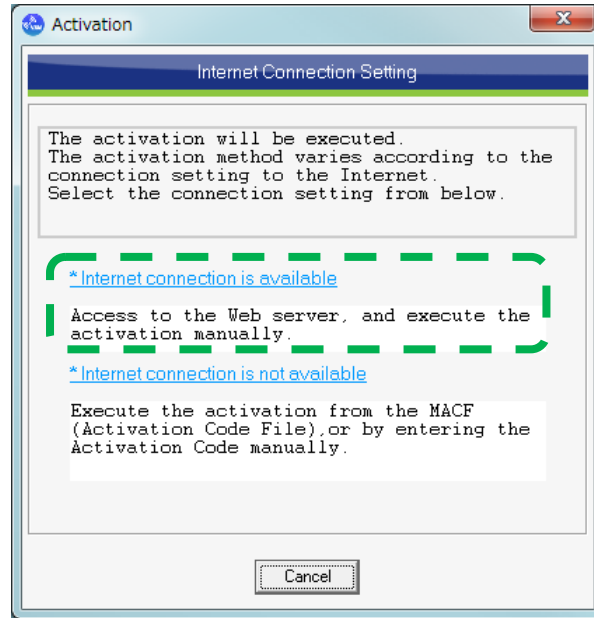 Activation
Internet Connection Setting
The activation will be executed.
The activation method varies according to the
connection setting to the Internet.
Select the connection setting from below.
* Internet connection is available
Access to the Web server, and execute the
activation manually.
* Internet connection is not available
Execute the activation from the MACF
(Activation Code File),or by entering the
Activation Code manually.
Cancel